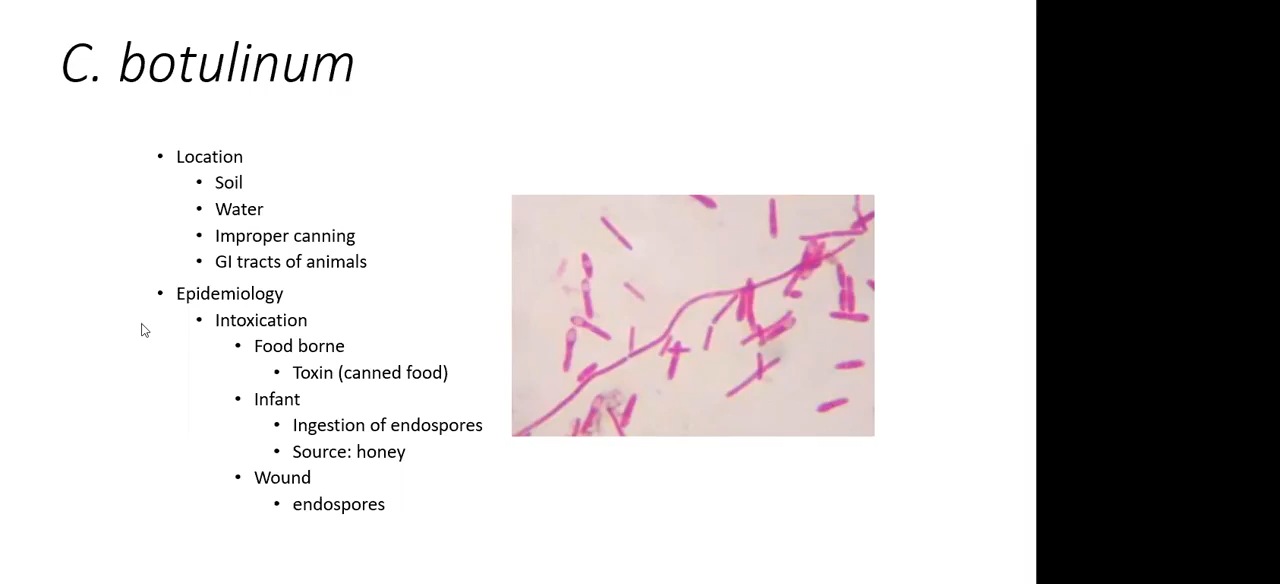 C. botulinum
• Location
• Soil
• Water
• Improper canning
• GI tracts of animals
• Epidemiology
• Intoxication
• Food borne
• Toxin (canned food)
• Infant
• Ingestion of endospores
• Source: honey
• Wound
• endospores